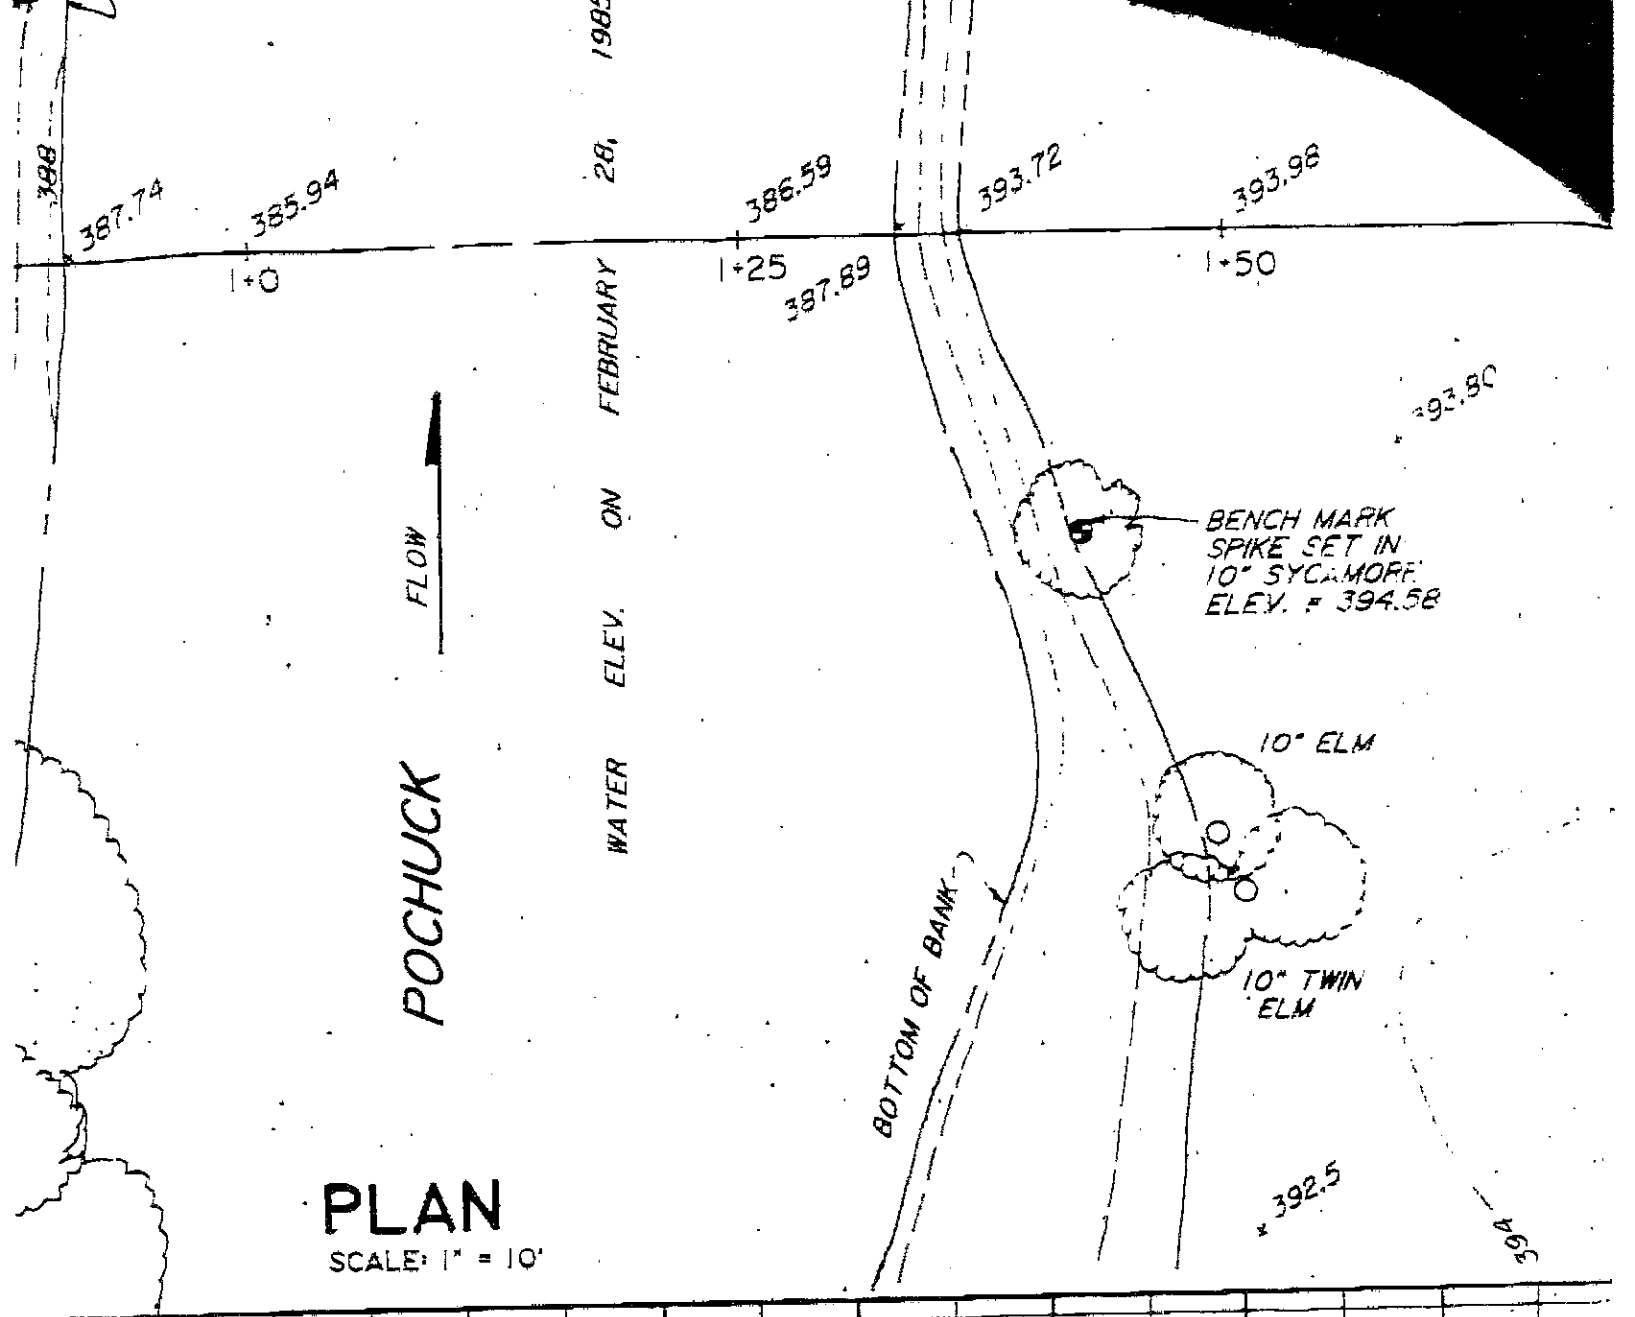 1985
28,
FEBRUARY
ON
ELEV.
WATER
388
387.74
385.94
386.59
393.72
393.98
1+0
1+25
1+50
387.89
393.80
FLOW
BENCH MARK
SPIKE SET IN
10" SYCAMORE
ELEV. = 394.58
10" ELM
POCHUCK
BOTTOM OF BANK
10" TWIN
ELM
392.5
394
PLAN
SCALE: 1" = 10'